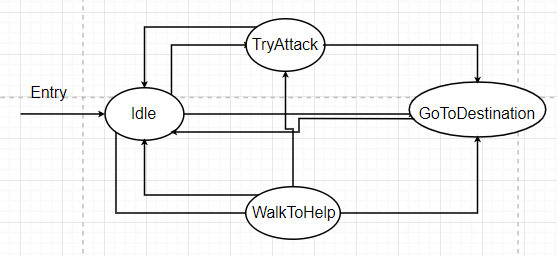 TryAttack
Entry
Idle
GoToDestination
WalkToHelp